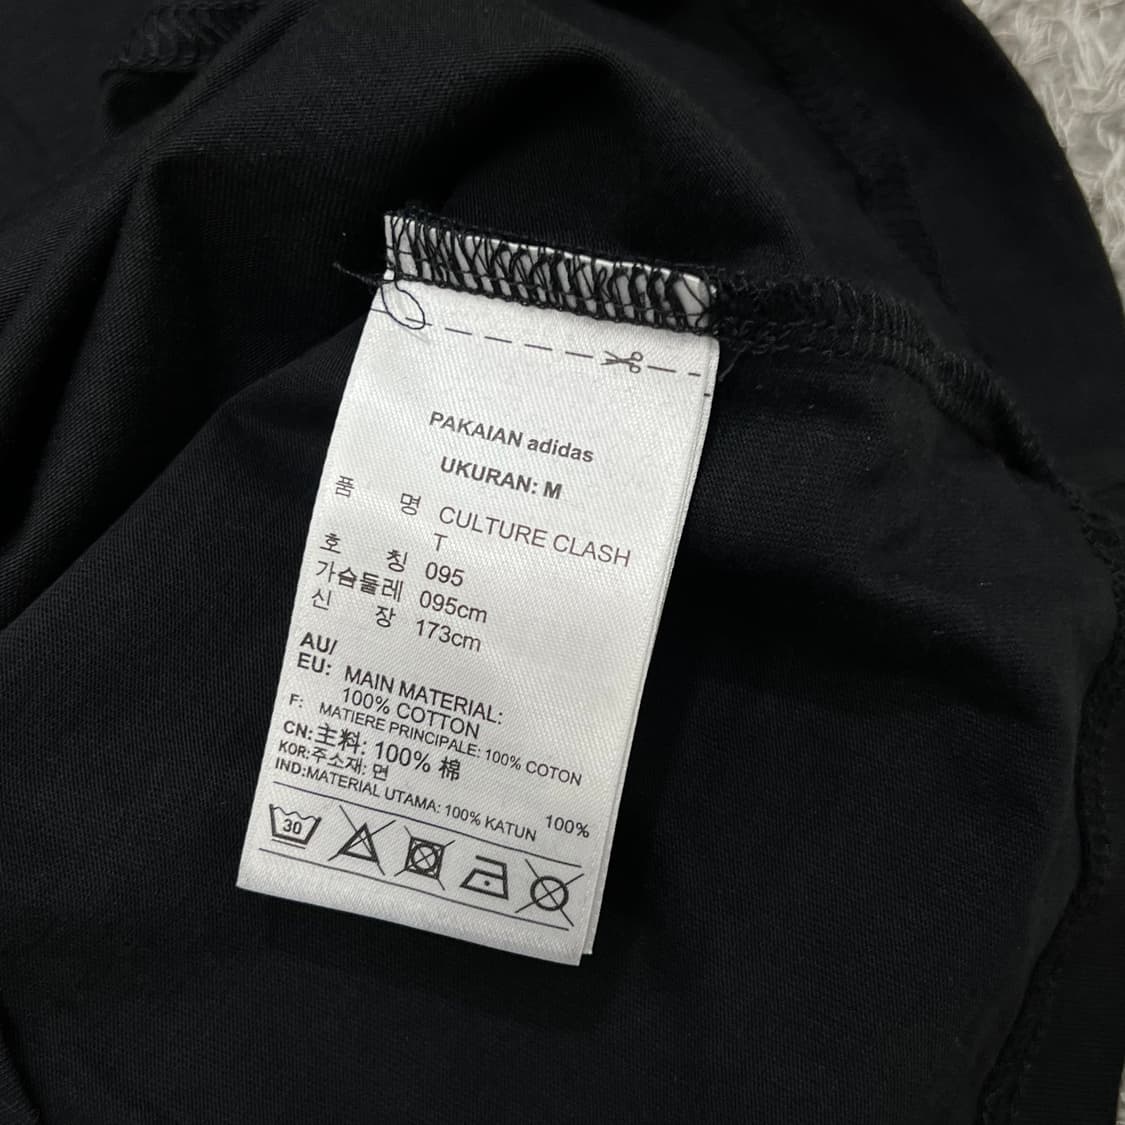 PAKAIAN adidas
UKURAN: M
품 명 CULTURE CLASH
T
호 칭 095
가슴둘레 095cm
신 장 173cm
AU/
EU: MAIN MATERIAL:
100% COTTON
F: MATIERE PRINCIPALE: 100% COTON
CN:主料: 100% 棉
KOR:주소재: 면 100%
IND:MATERIAL UTAMA: 100% KATUN
30